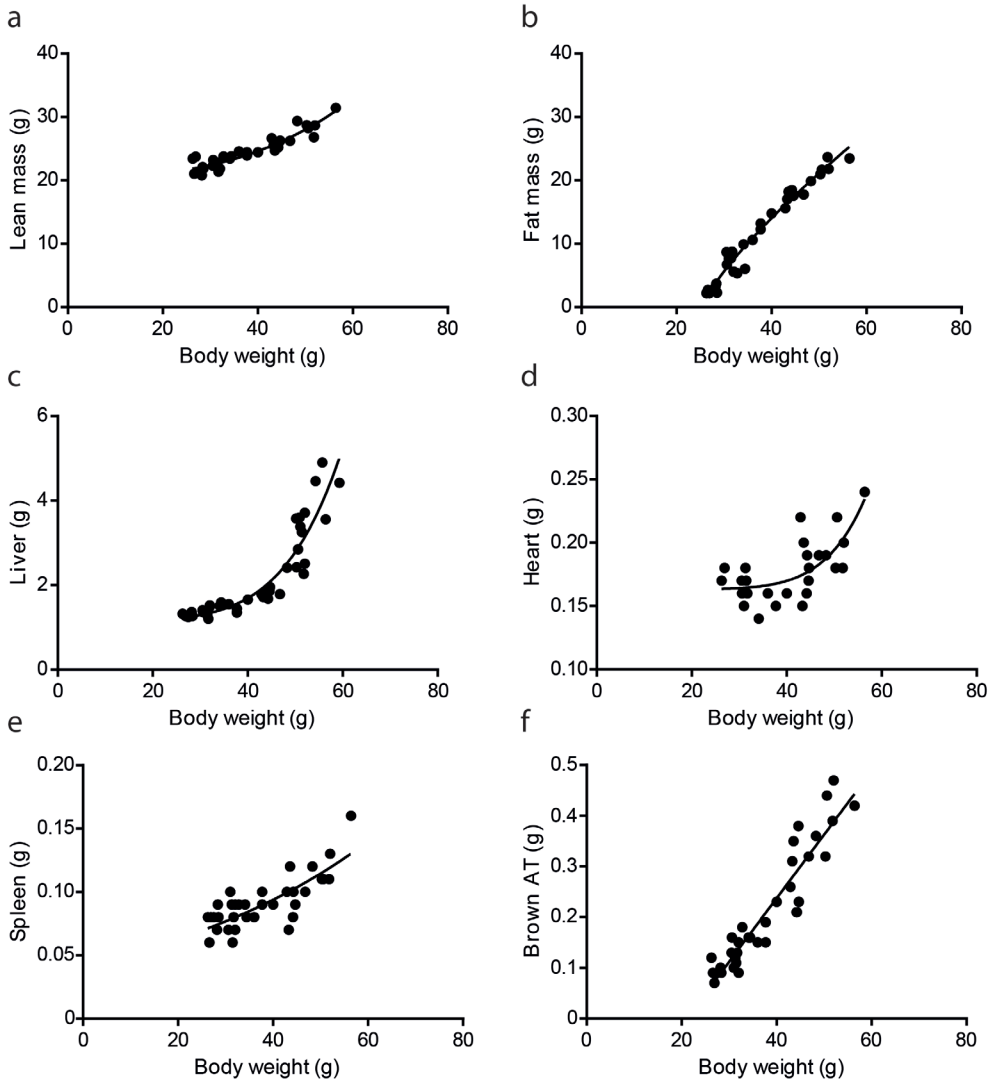 a
b
40
30
20
10
0
Lean mass (g)
0 20 40 60 80
Body weight (g)
40
30
20
10
0
Fat mass (g)
0 20 40 60 80
Body weight (g)
c
d
6
4
2
0
Liver (g)
0 20 40 60 80
Body weight (g)
0.30
0.25
0.20
0.15
0.10
Heart (g)
0 20 40 60 80
Body weight (g)
e
f
0.20
0.15
0.10
0.05
0
Spleen (g)
0 20 40 60 80
Body weight (g)
0.5
0.4
0.3
0.2
0.1
0
Brown AT (g)
0 20 40 60 80
Body weight (g)